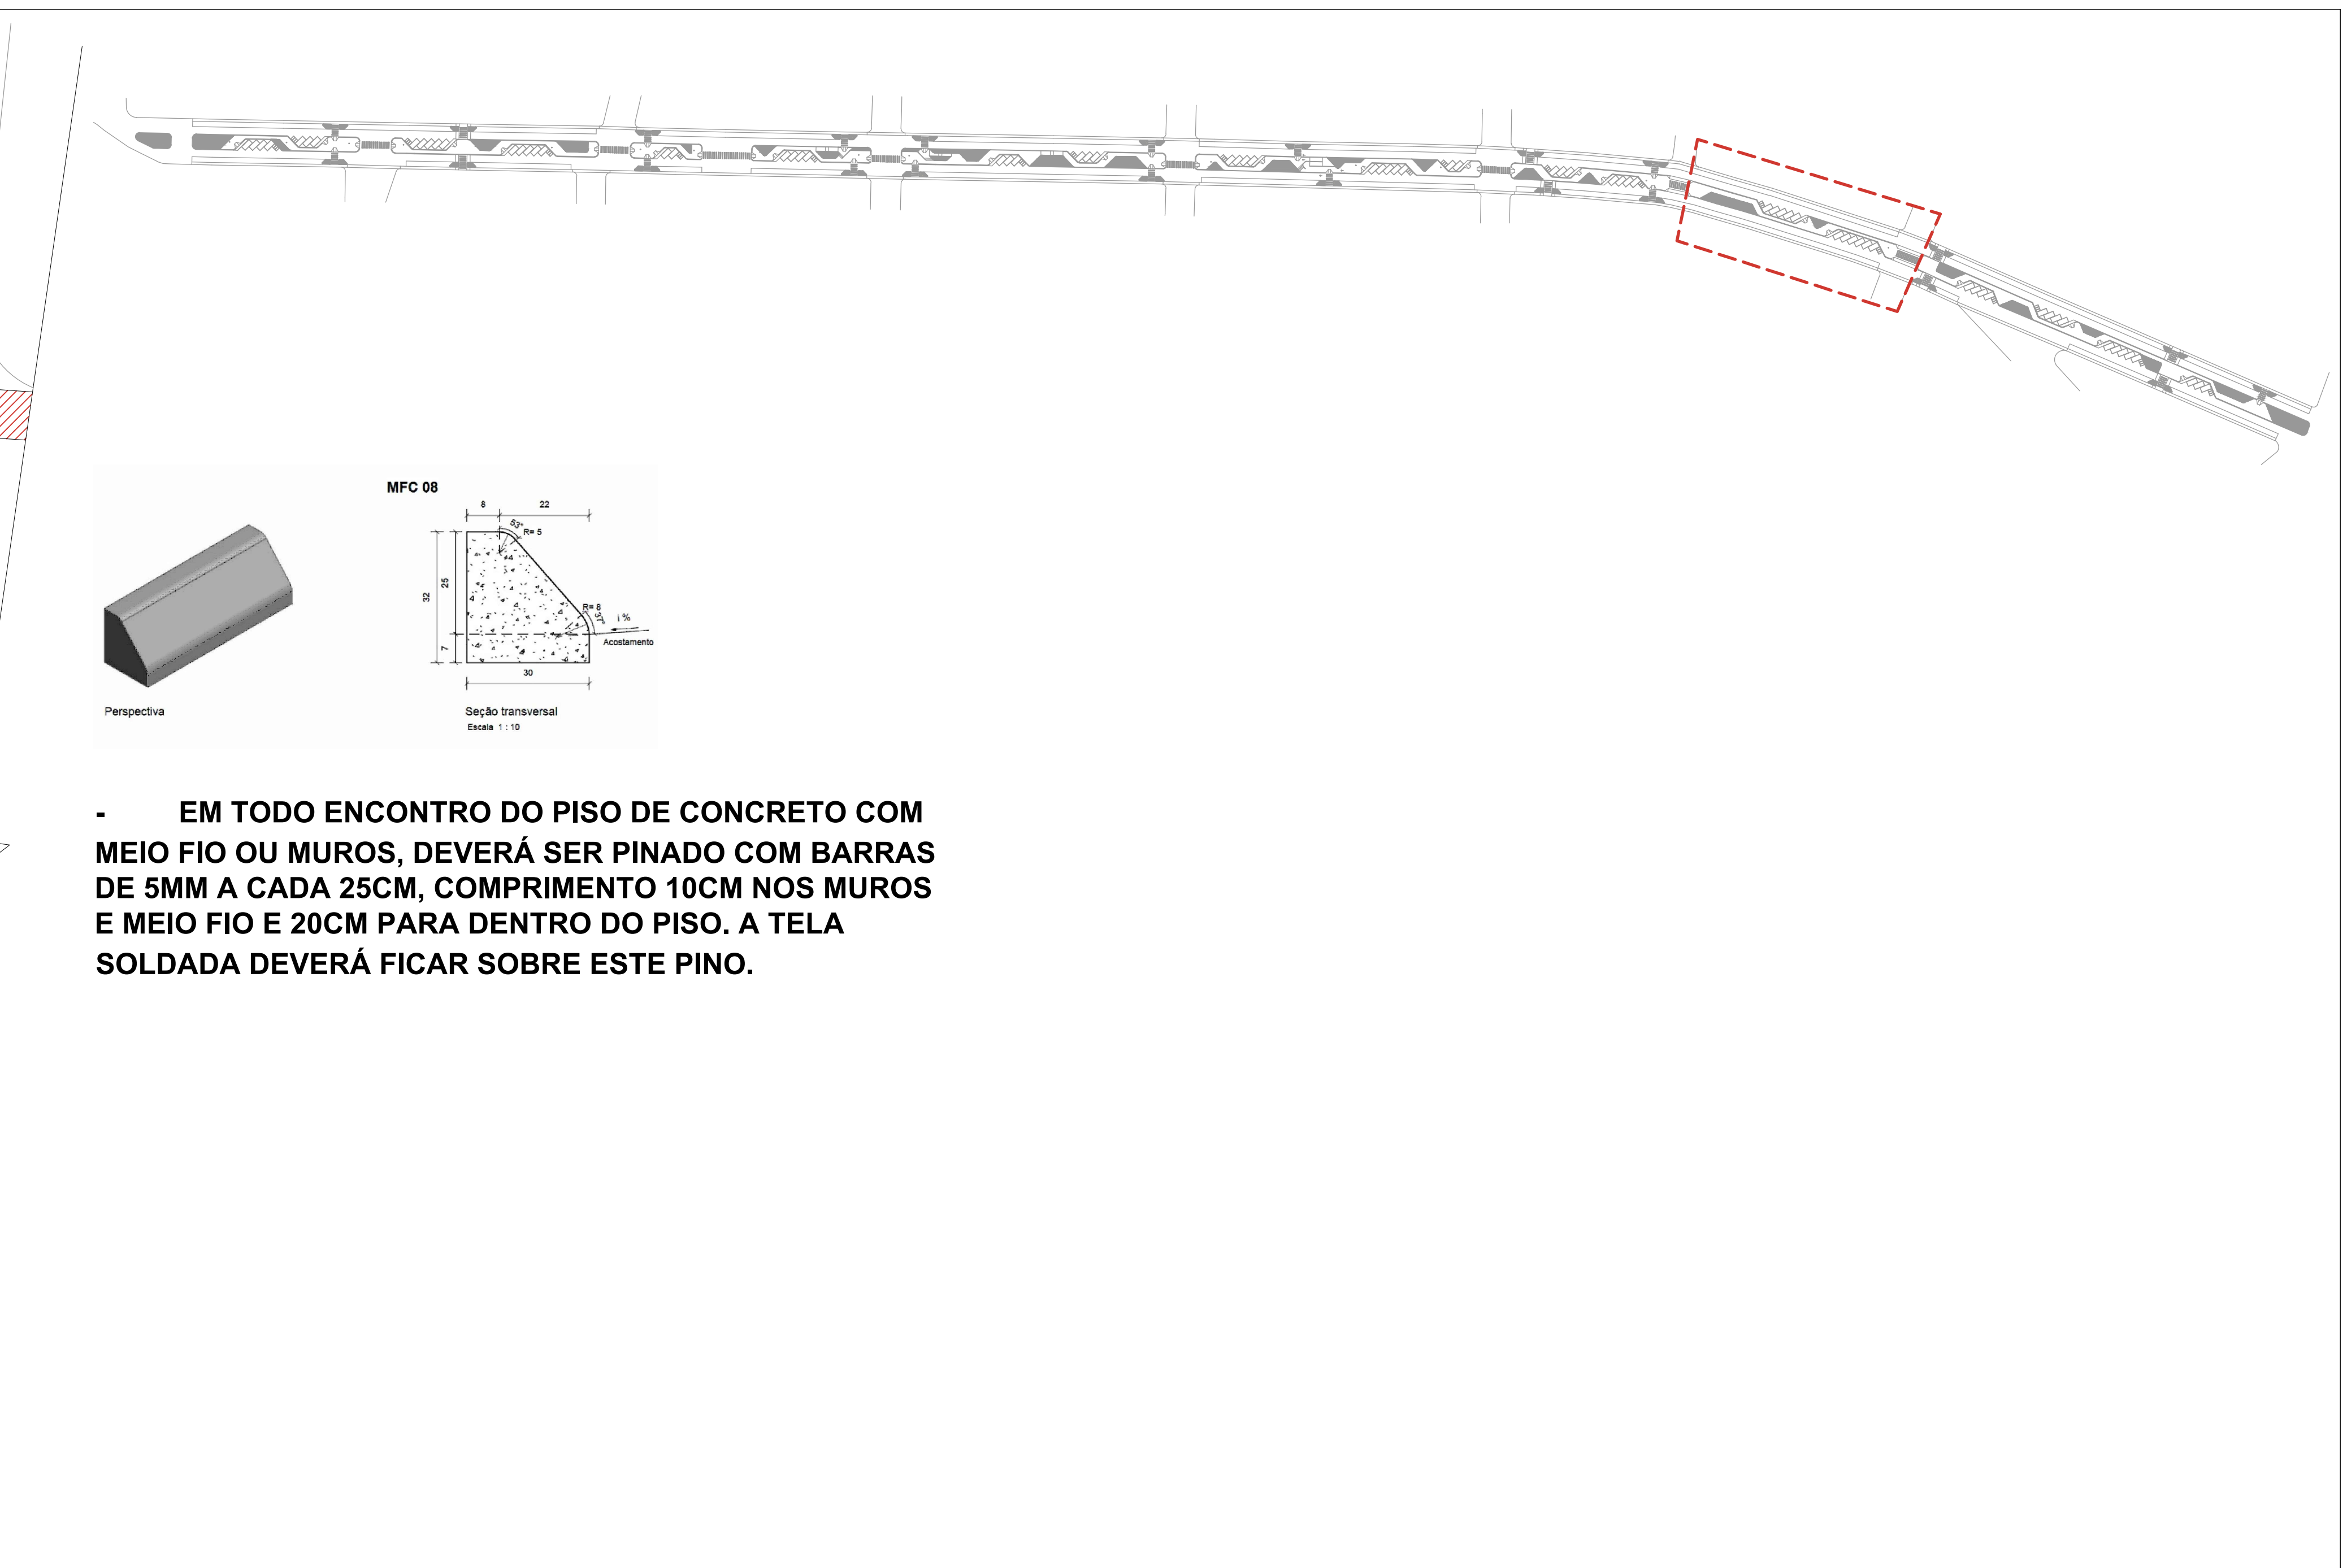 MFC 08
8 22
53°
R= 5
25
32
R= 8
37°
i %
Acostamento
7
30
Perspectiva
Seção transversal
Escala 1 : 10
- EM TODO ENCONTRO DO PISO DE CONCRETO COM
MEIO FIO OU MUROS, DEVERÁ SER PINADO COM BARRAS
DE 5MM A CADA 25CM, COMPRIMENTO 10CM NOS MUROS
E MEIO FIO E 20CM PARA DENTRO DO PISO. A TELA
SOLDADA DEVERÁ FICAR SOBRE ESTE PINO.